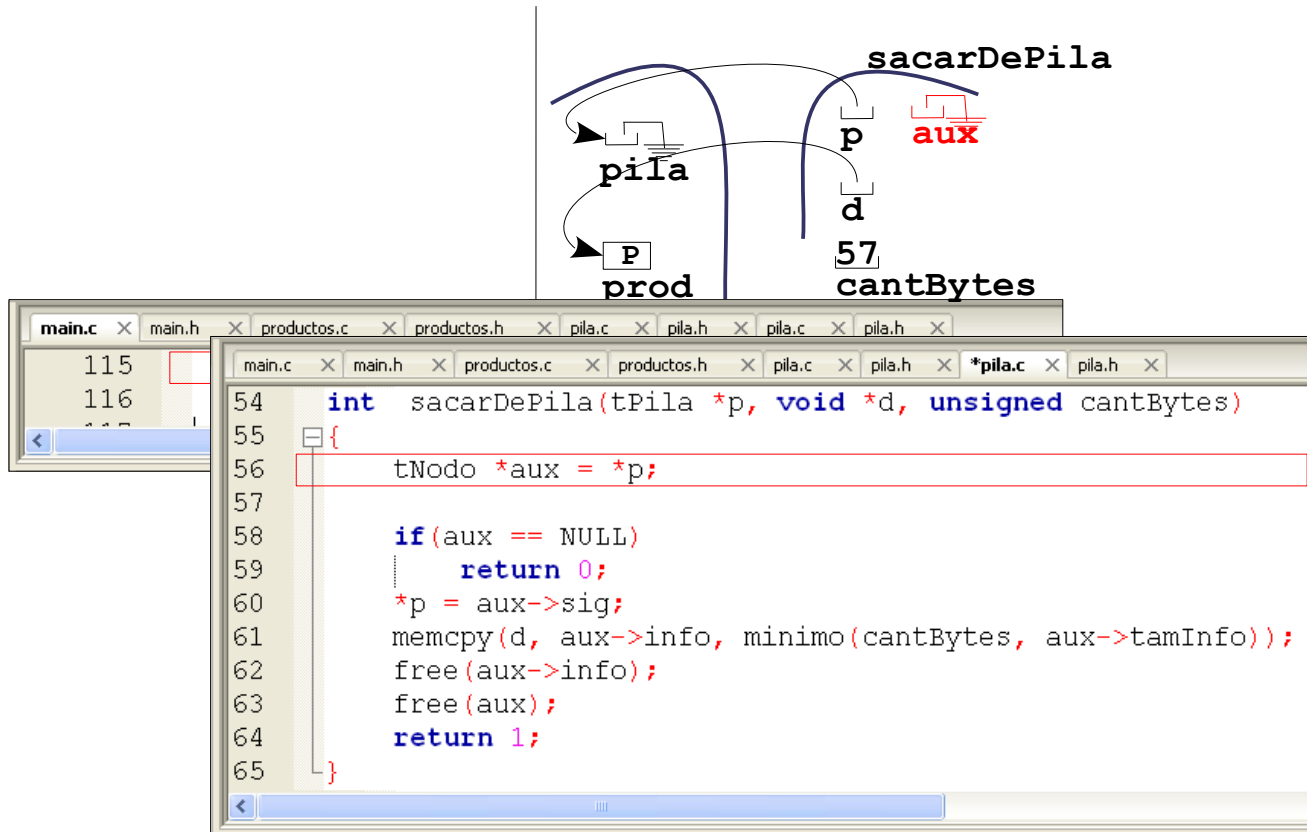 sacarDePila
p aux
pila
d
P 57
prod cantBytes
main.c main.h productos.c productos.h pila.c pila.h pila.c pila.h
115
116
main.c main.h productos.c productos.h pila.c pila.h *pila.c pila.h
54 int sacarDePila(tPila *p, void *d, unsigned cantBytes)
55 {
56 tNodo *aux = *p;
57
58 if(aux == NULL)
59 return 0;
60 *p = aux->sig;
61 memcpy(d, aux->info, minimo(cantBytes, aux->tamInfo));
62 free(aux->info);
63 free(aux);
64 return 1;
65 }